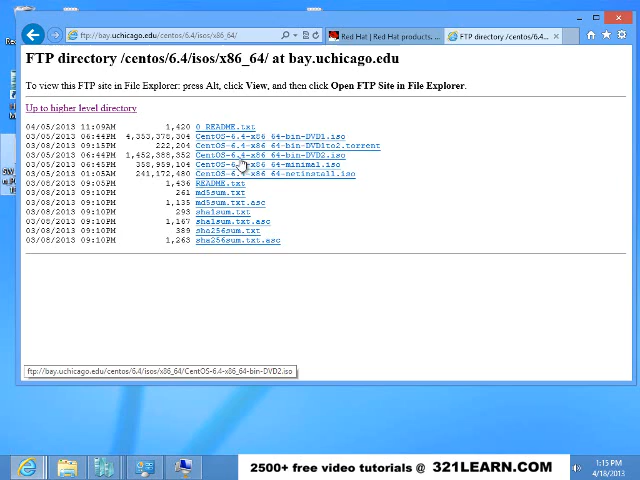 ftp://bay.uchicago.edu/centos/6.4/isos/x86_64/
Red Hat | Red Hat products, ...
FTP directory /centos/6.4...
FTP directory /centos/6.4/isos/x86_64/ at bay.uchicago.edu
To view this FTP site in File Explorer: press Alt, click View, and then click Open FTP Site in File Explorer.
Up to higher level directory
04/05/2013 11:09AM 1,420 0_README.txt
03/05/2013 06:44PM 4,353,378,304 CentOS-6.4-x86_64-bin-DVD1.iso
03/08/2013 09:15PM 222,204 CentOS-6.4-x86_64-bin-DVD1to2.torrent
03/05/2013 06:44PM 1,452,388,352 CentOS-6.4-x86_64-bin-DVD2.iso
03/05/2013 06:45PM 358,959,104 CentOS-6.4-x86_64-minimal.iso
03/05/2013 01:05AM 241,172,480 CentOS-6.4-x86_64-netinstall.iso
03/08/2013 09:05PM 1,436 README.txt
03/08/2013 09:10PM 261 md5sum.txt
03/08/2013 09:10PM 1,135 md5sum.txt.asc
03/08/2013 09:10PM 293 sha1sum.txt
03/08/2013 09:10PM 1,167 sha1sum.txt.asc
03/08/2013 09:10PM 389 sha256sum.txt
03/08/2013 09:10PM 1,263 sha256sum.txt.asc
ftp://bay.uchicago.edu/centos/6.4/isos/x86_64/CentOS-6.4-x86_64-bin-DVD2.iso
2500+ free video tutorials @ 321LEARN.COM
1:15 PM
4/18/2013